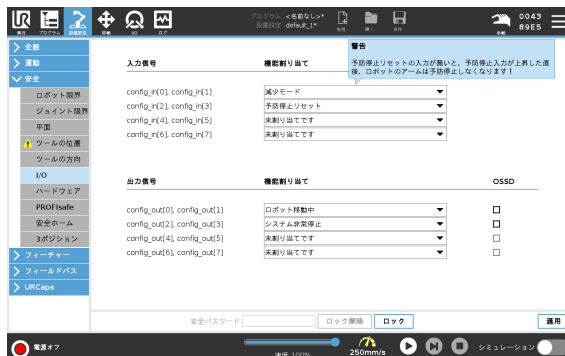 プログラム <名前なし>*
設置設定 default_1*
0043
89E5
プログラム
設置設定
移動
I/O
ログ
新規...
開く...
保存...
全般
運動
安全
ロボット限界
ジョイント限界
平面
ツールの位置
ツールの方向
I/O
ハードウェア
PROFIsafe
安全ホーム
3ポジション
フィーチャー
フィールドバス
URCaps
警告
予防停止リセットの入力が無いと、予防停止入力が上昇した直
後、ロボットのアームは予防停止しなくなります！
入力信号 機能割り当て
config_in[0], config_in[1] 減少モード
config_in[2], config_in[3] 予防停止リセット
config_in[4], config_in[5] 未割り当てです
config_in[6], config_in[7] 未割り当てです
出力信号 機能割り当て OSSD
config_out[0], config_out[1] ロボット移動中
config_out[2], config_out[3] システム非常停止
config_out[4], config_out[5] 未割り当てです
config_out[6], config_out[7] 未割り当てです
安全パスワード ロック解除 ロック 適用
電源オフ
速度 100%
250mm/s
シミュレーション